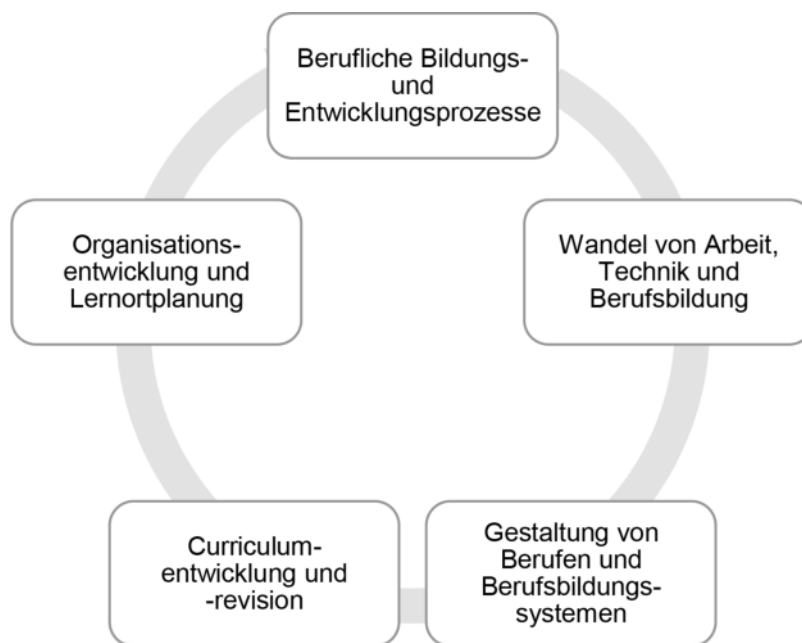 Berufliche Bildungs-
und
Entwicklungsprozesse
Wandel von Arbeit,
Technik und
Berufsbildung
Gestaltung von
Berufen und
Berufsbildungs-
systemen
Curriculum-
entwicklung und
-revision
Organisations-
entwicklung und
Lernortplanung